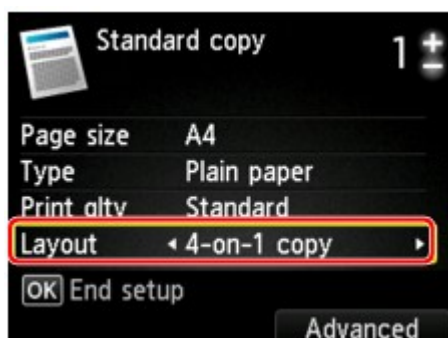 Standard copy
1 +
-
Page size A4
Type Plain paper
Print qlty Standard
Layout 4-on-1 copy
OK End setup
Advanced